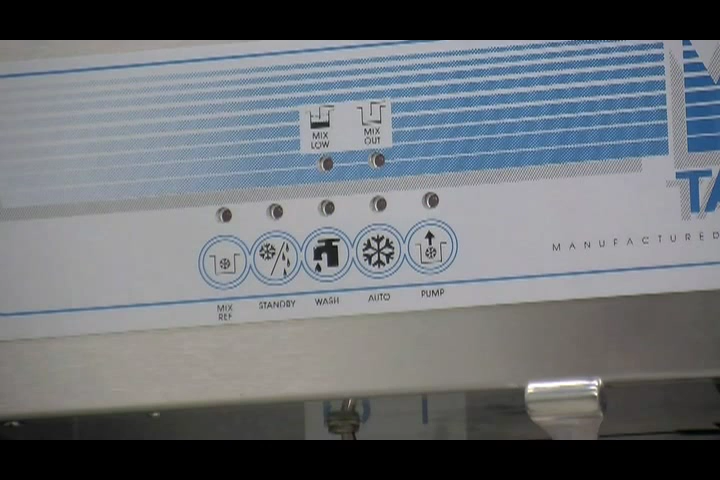 MIX
LOW
MIX
OUT
TA
MANUFACTURED
MIX
REF
STANDBY
WASH
AUTO
PUMP